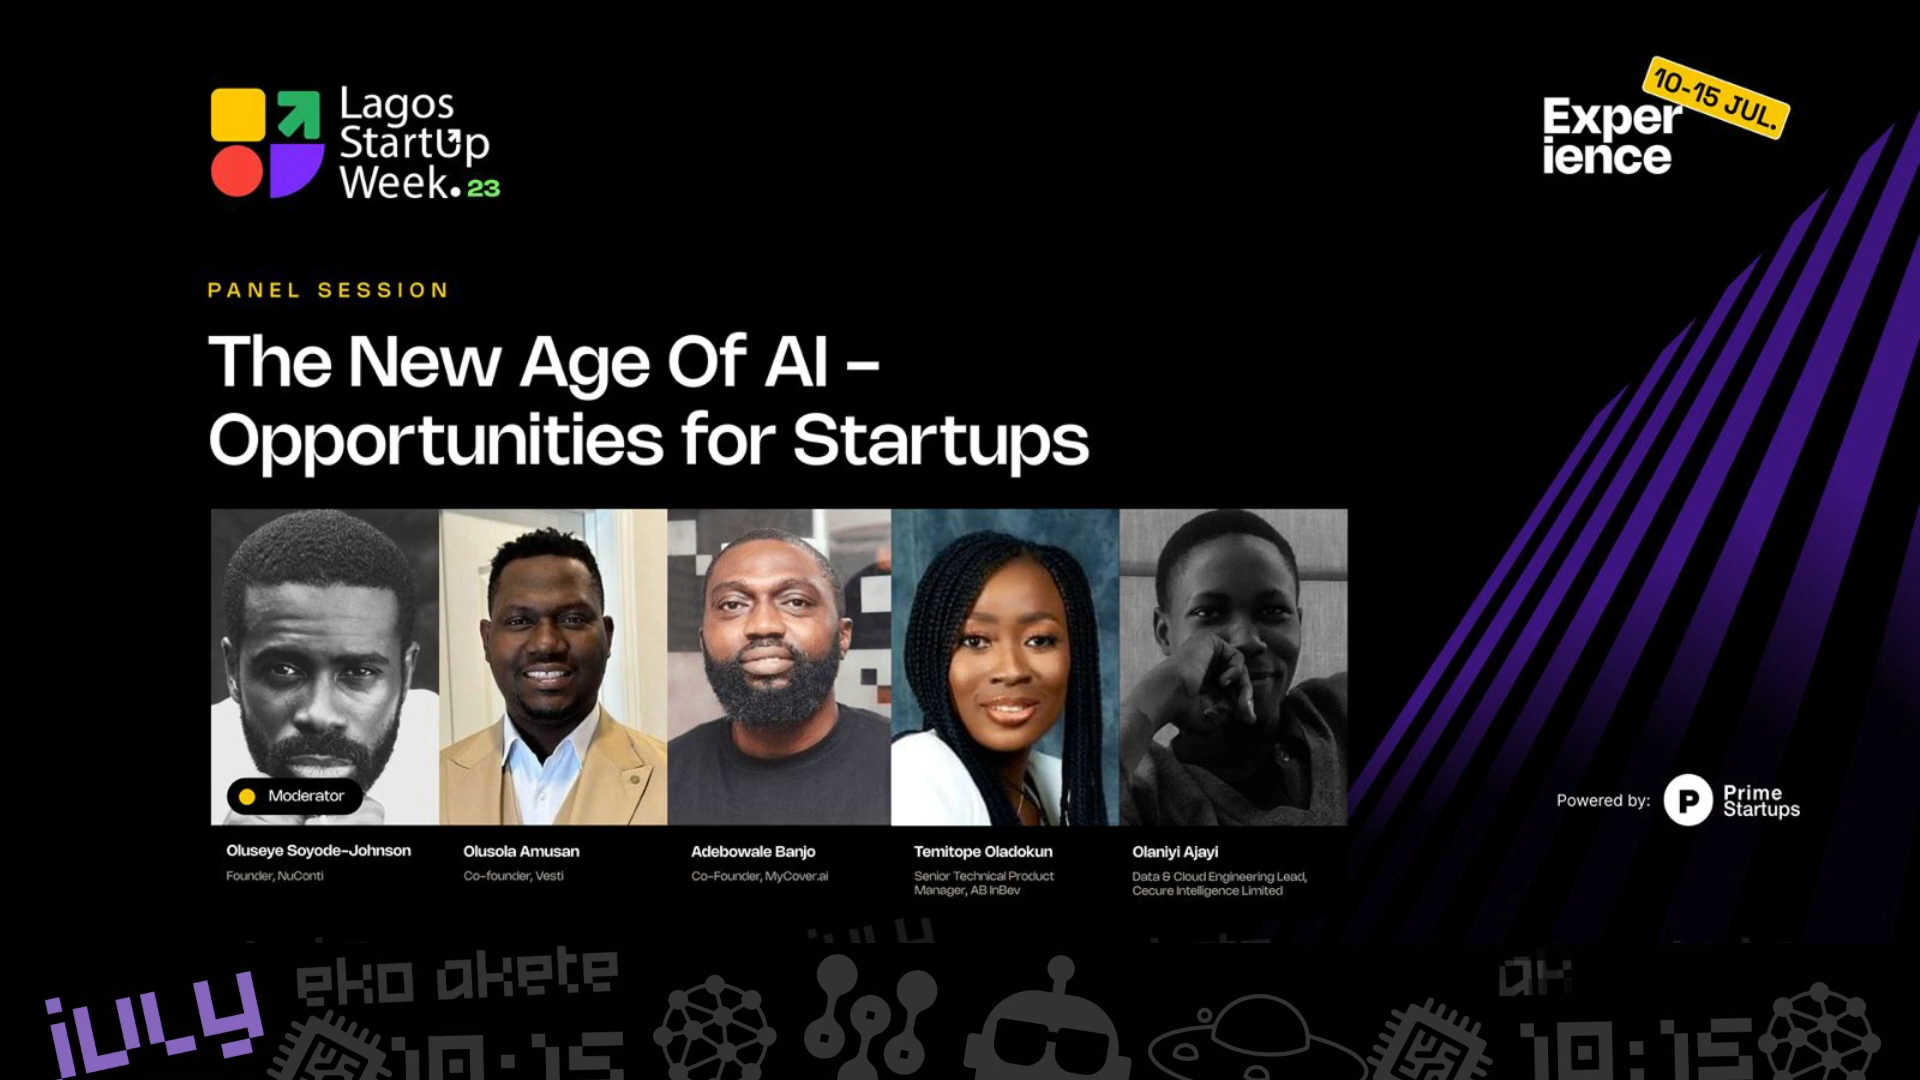 Lagos
StartUp
Week.23
10-15 JUL.
Exper
ience
PANEL SESSION
The New Age Of AI –
Opportunities for Startups
Moderator
Oluseye Soyode-Johnson
Founder, NuConti
Olusola Amusan
Co-founder, Vesti
Adebowale Banjo
Co-Founder, MyCover.ai
Temitope Oladokun
Senior Technical Product
Manager, AB InBev
Olaniyi Ajayi
Data & Cloud Engineering Lead,
Cecure Intelligence Limited
Powered by:
P
Prime
Startups
july
eko akete
10:15
ak
10:15